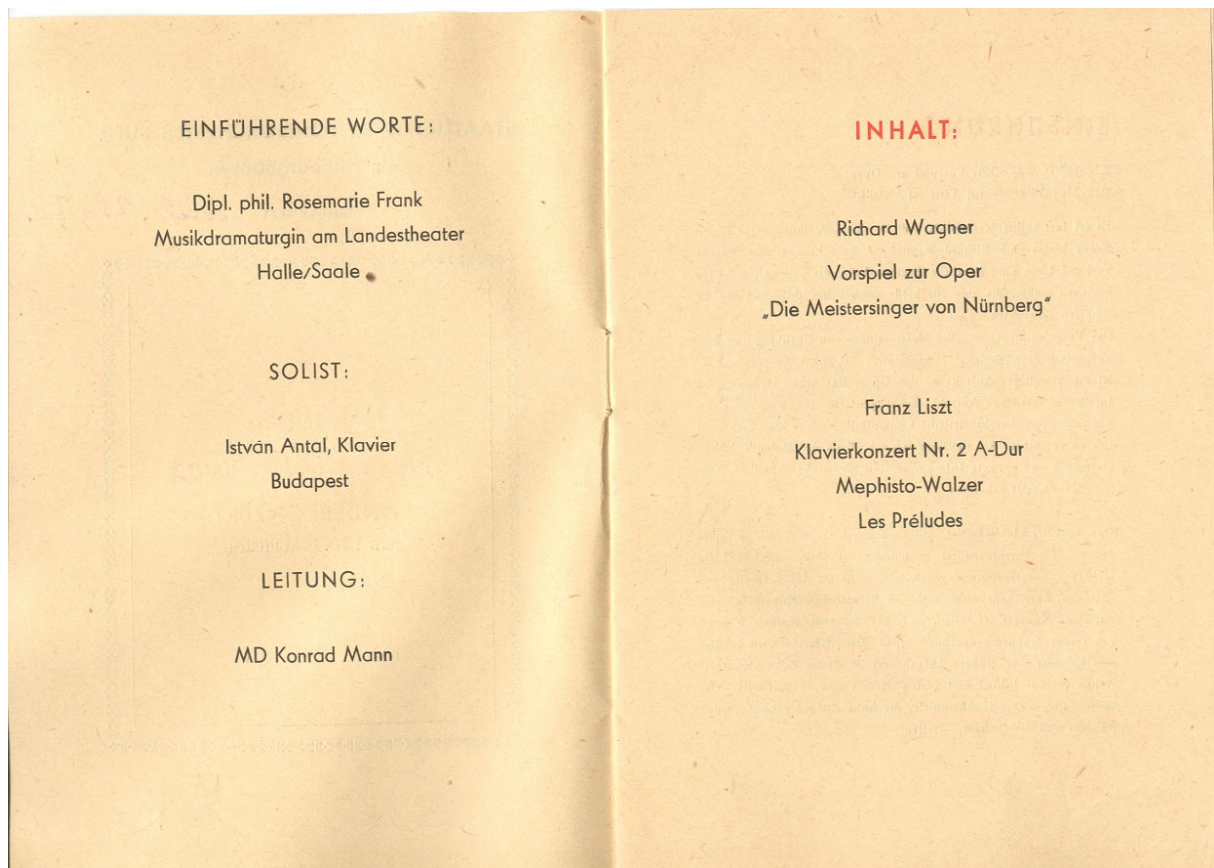 EINFÜHRENDE WORTE:
Dipl. phil. Rosemarie Frank
Musikdramaturgin am Landestheater
Halle/Saale
SOLIST:
István Antal, Klavier
Budapest
LEITUNG:
MD Konrad Mann
INHALT:
Richard Wagner
Vorspiel zur Oper
„Die Meistersinger von Nürnberg“
Franz Liszt
Klavierkonzert Nr. 2 A-Dur
Mephisto-Walzer
Les Préludes